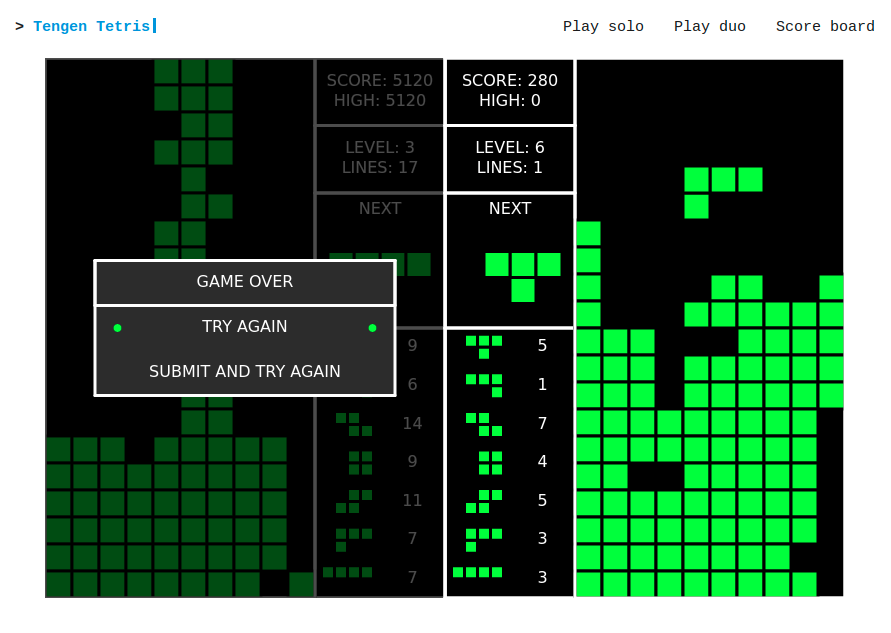 > Tengen Tetris
Play solo
Play duo
Score board
SCORE: 5120
HIGH: 5120
LEVEL: 3
LINES: 17
NEXT
9
6
14
9
11
7
7
GAME OVER
TRY AGAIN
SUBMIT AND TRY AGAIN
SCORE: 280
HIGH: 0
LEVEL: 6
LINES: 1
NEXT
5
1
7
4
5
3
3